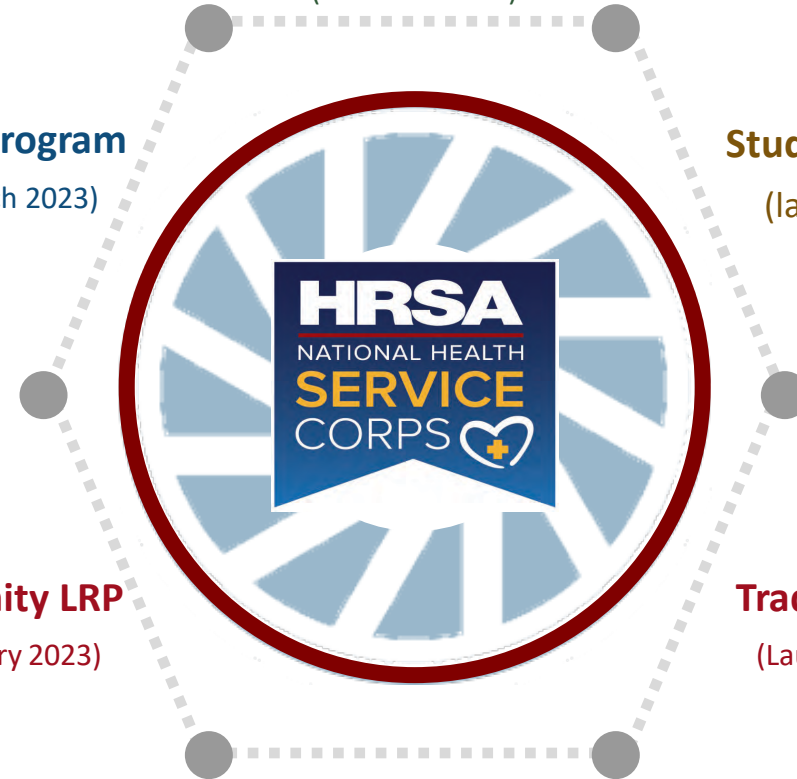 rogram
h 2023)
Stud
(la
HRSA
NATIONAL HEALTH
SERVICE
CORPS
ity LRP
ry 2023)
Trad
(Lau